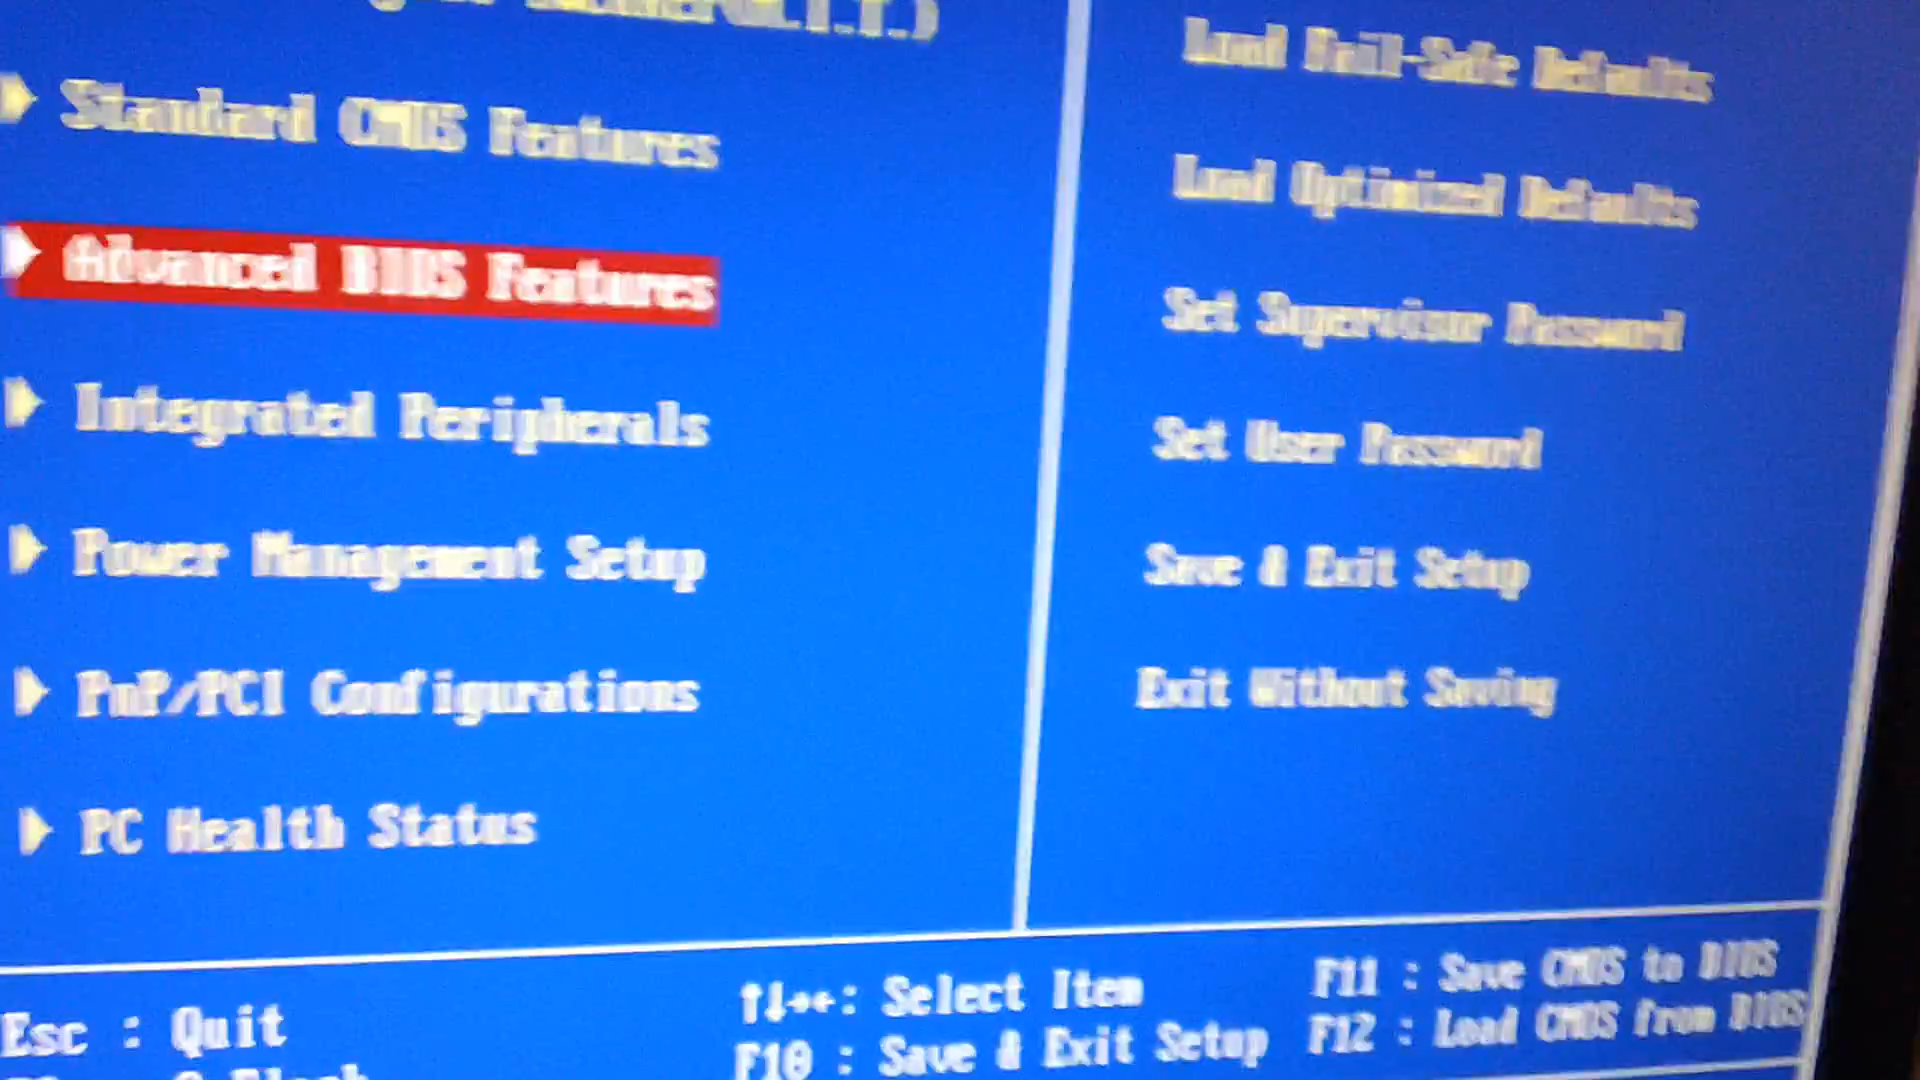 (M.I.T.)
Standard CMOS Features
Advanced BIOS Features
Integrated Peripherals
Power Management Setup
PnP/PCI Configurations
PC Health Status
Load Fail-Safe Defaults
Load Optimized Defaults
Set Supervisor Password
Set User Password
Save & Exit Setup
Exit Without Saving
Esc : Quit
↑↓→←: Select Item
F10 : Save & Exit Setup
F11 : Save CMOS to BIOS
F12 : Load CMOS from BIOS